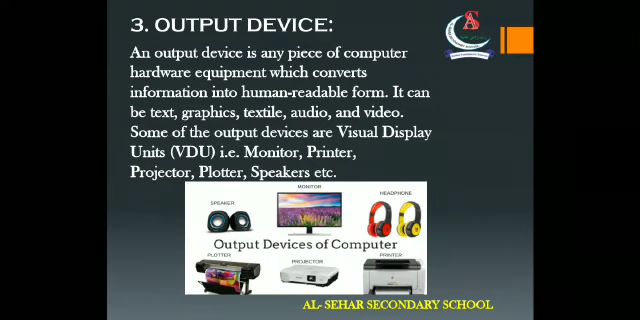 3. OUTPUT DEVICE:
An output device is any piece of computer
hardware equipment which converts
information into human-readable form. It can
be text, graphics, textile, audio, and video.
Some of the output devices are Visual Display
Units (VDU) i.e. Monitor, Printer,
Projector, Plotter, Speakers etc.
MONITOR
SPEAKER
HEADPHONE
Output Devices of Computer
PLOTTER
PROJECTOR
PRINTER
AL- SEHAR SECONDARY SCHOOL